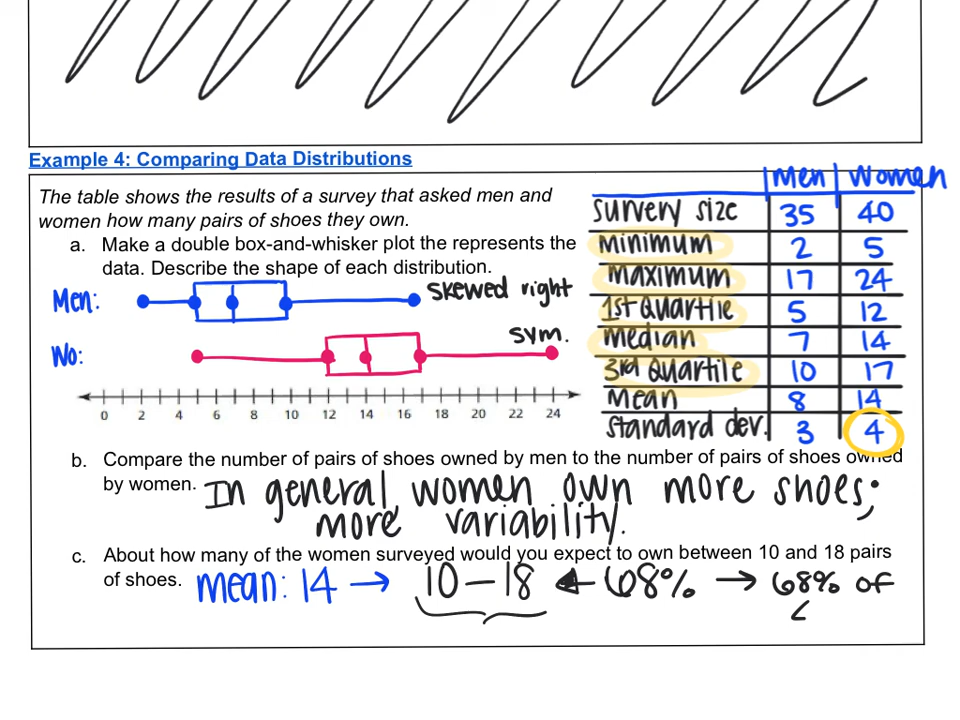 Example 4: Comparing Data Distributions
The table shows the results of a survey that asked men and
women how many pairs of shoes they own.
a. Make a double box-and-whisker plot the represents the
data. Describe the shape of each distribution.
Men: skewed right
Wo: sym.
0 2 4 6 8 10 12 14 16 18 20 22 24
Men Women
survery size 35 40
minimum 2 5
maximum 17 24
1st quartile 5 12
median 7 14
3rd quartile 10 17
mean 8 14
standard dev. 3 4
b. Compare the number of pairs of shoes owned by men to the number of pairs of shoes owned
by women. In general, women own more shoes;
more variability.
c. About how many of the women surveyed would you expect to own between 10 and 18 pairs
of shoes. mean: 14 → 10 – 18 ← 68% → 68% of